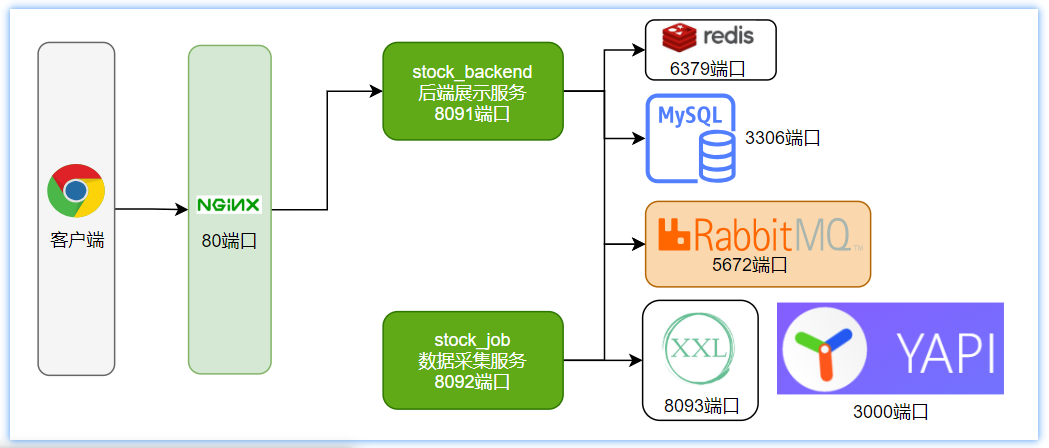 客户端
NGINX
80端口
stock_backend
后端展示服务
8091端口
stock_job
数据采集服务
8092端口
redis
6379端口
MySQL
3306端口
RabbitMQ
TM
5672端口
XXL
8093端口
YAPI
3000端口